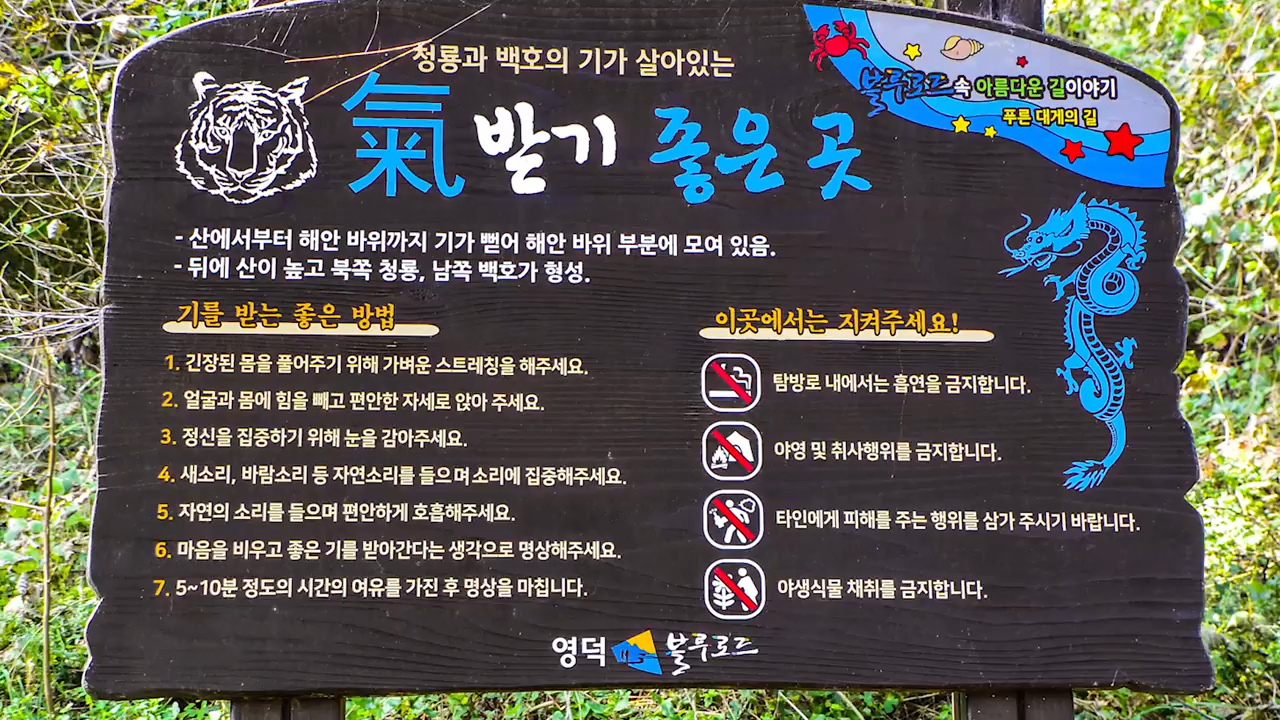 청룡과 백호의 기가 살아있는
氣 받기 좋은 곳
블루로드속 아름다운 길이야기
푸른 대게의 길
- 산에서부터 해안 바위까지 기가 뻗어 해안 바위 부분에 모여 있음.
- 뒤에 산이 높고 북쪽 청룡, 남쪽 백호가 형성.
기를 받는 좋은 방법
1. 긴장된 몸을 풀어주기 위해 가벼운 스트레칭을 해주세요.
2. 얼굴과 몸에 힘을 빼고 편안한 자세로 앉아 주세요.
3. 정신을 집중하기 위해 눈을 감아주세요.
4. 새소리, 바람소리 등 자연소리를 들으며 소리에 집중해주세요.
5. 자연의 소리를 들으며 편안하게 호흡해주세요.
6. 마음을 비우고 좋은 기를 받아간다는 생각으로 명상해주세요.
7. 5~10분 정도의 시간의 여유를 가진 후 명상을 마칩니다.
이곳에서는 지켜주세요!
탐방로 내에서는 흡연을 금지합니다.
야영 및 취사행위를 금지합니다.
타인에게 피해를 주는 행위를 삼가 주시기 바랍니다.
야생식물 채취를 금지합니다.
영덕 블루로드